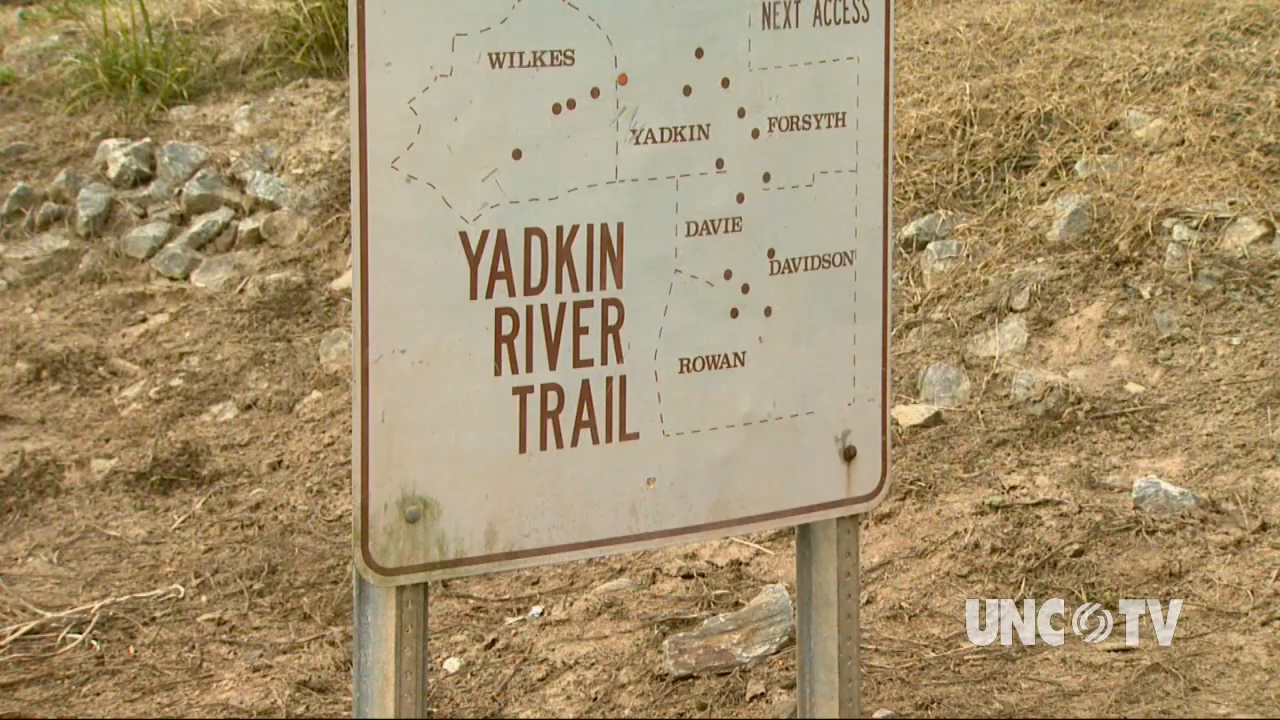 NEXT ACCESS
WILKES
YADKIN
FORSYTH
DAVIE
DAVIDSON
YADKIN
RIVER
TRAIL
ROWAN
UNC TV